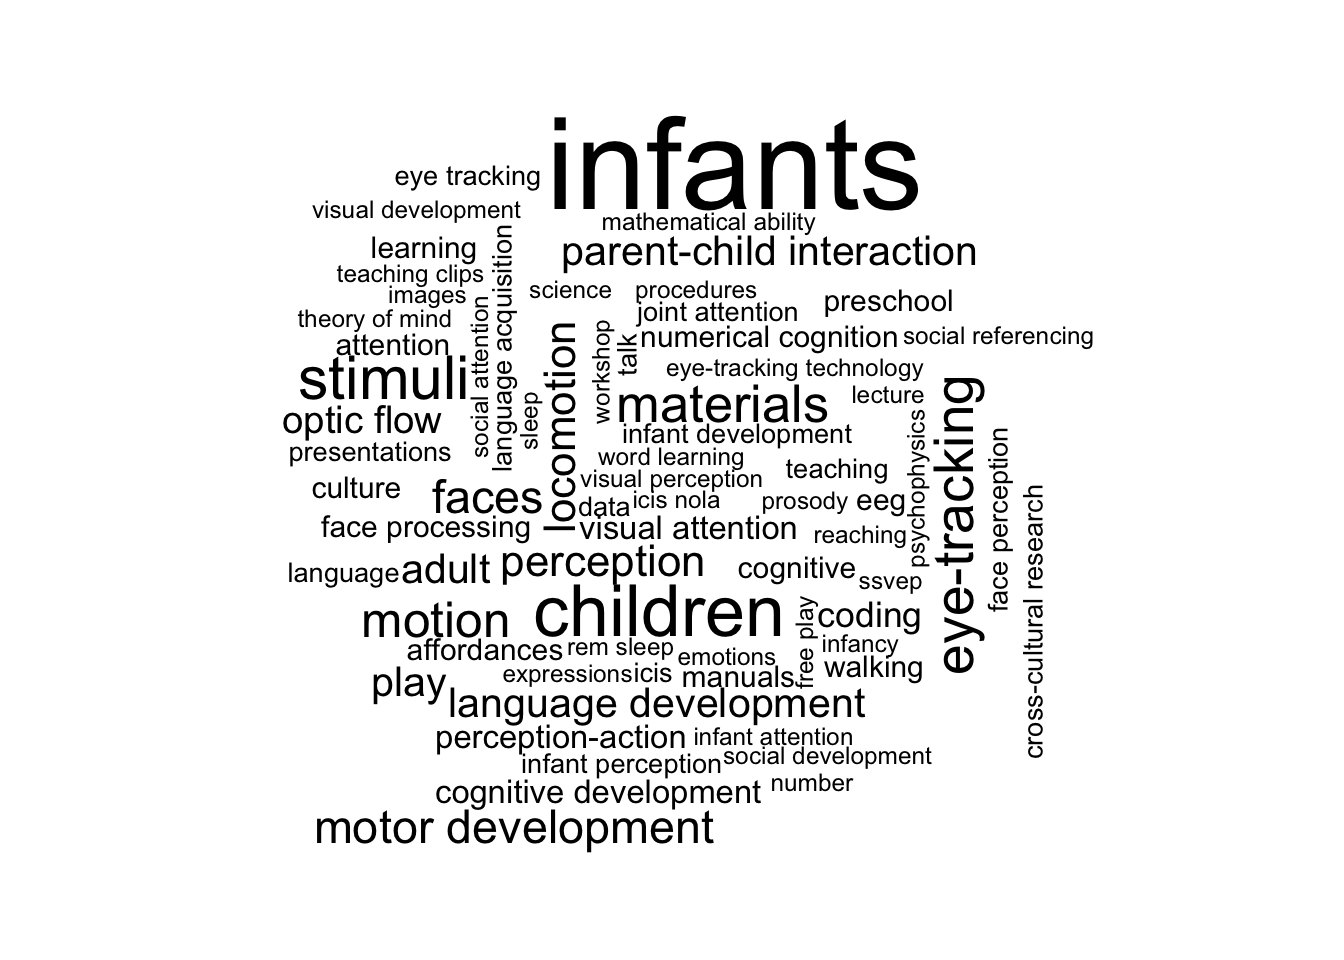 infants
eye tracking
visual development
mathematical ability
learning
parent-child interaction
teaching clips
language acquisition
images
science
procedures
preschool
theory of mind
social attention
joint attention
attention
locomotion
workshop
talk
numerical cognition
social referencing
stimuli
eye-tracking technology
sleep
materials
lecture
optic flow
infant development
eye-tracking
presentations
word learning
teaching
psychophysics
face perception
culture
faces
visual perception
data
icis nola
prosody
eeg
cross-cultural research
face processing
visual attention
reaching
language
adult
perception
cognitive
ssvep
motion
children
free play
coding
affordances
rem sleep
emotions
infancy
play
expressions
icis
manuals
walking
language development
perception-action
infant attention
infant perception
social development
cognitive development
number
motor development